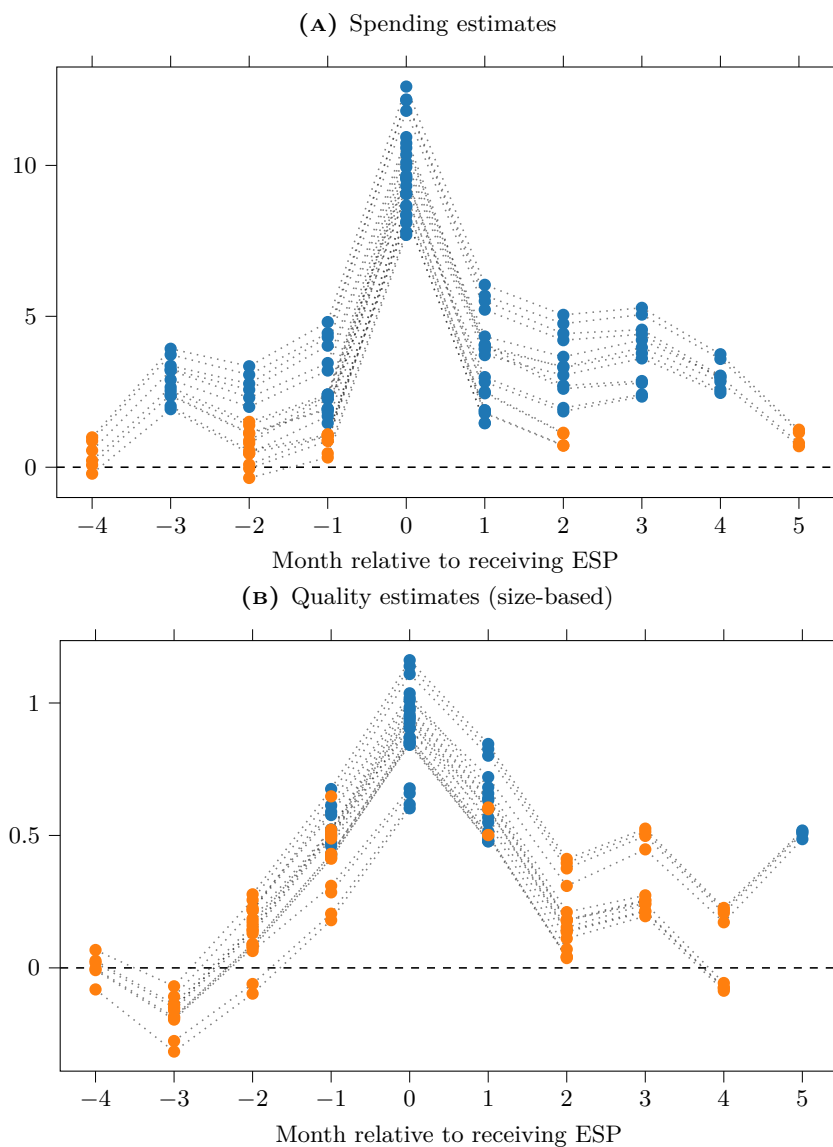 (A) Spending estimates
10
5
0
−4 −3 −2 −1 0 1 2 3 4 5
Month relative to receiving ESP
(B) Quality estimates (size-based)
1
0.5
0
−4 −3 −2 −1 0 1 2 3 4 5
Month relative to receiving ESP